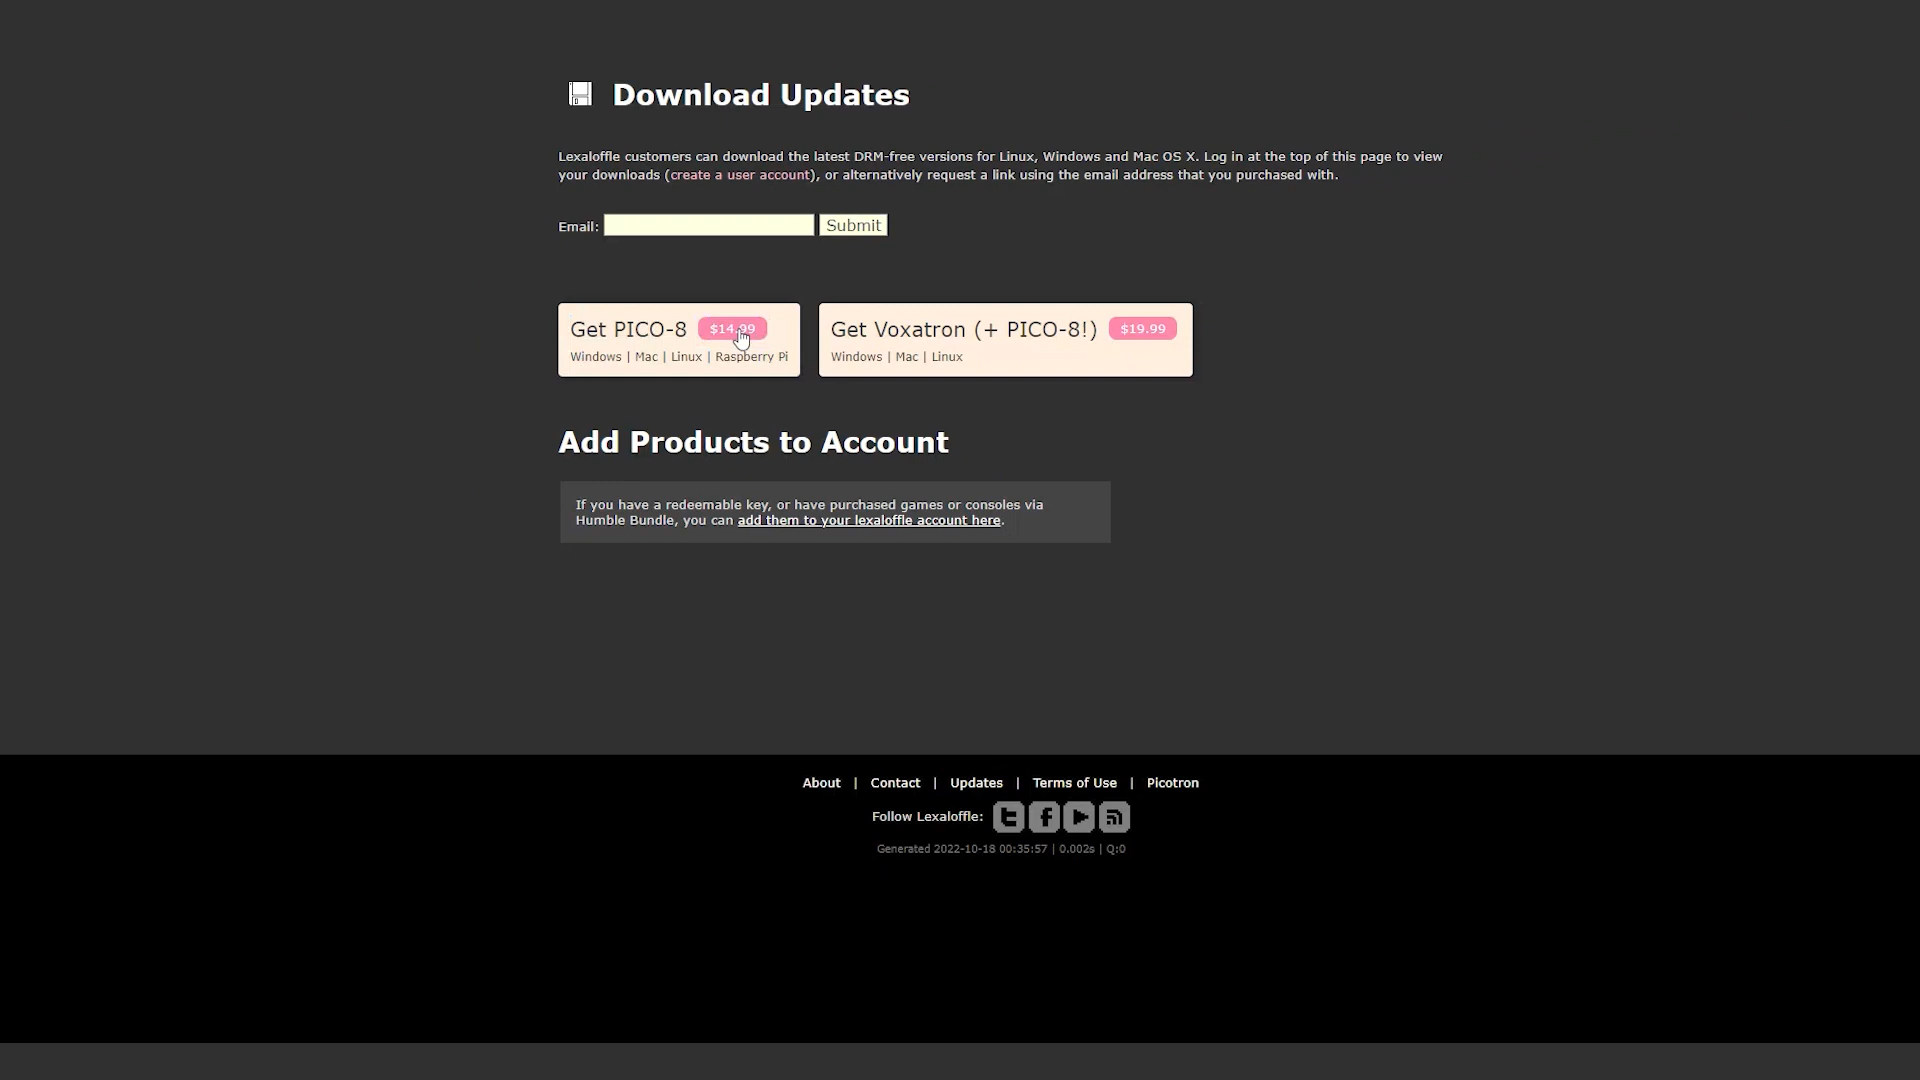 Download Updates
Lexaloffle customers can download the latest DRM-free versions for Linux, Windows and Mac OS X. Log in at the top of this page to view
your downloads (create a user account), or alternatively request a link using the email address that you purchased with.
Email: Submit
Get PICO-8 $14.99
Windows | Mac | Linux | Raspberry Pi
Get Voxatron (+ PICO-8!) $19.99
Windows | Mac | Linux
Add Products to Account
If you have a redeemable key, or have purchased games or consoles via
Humble Bundle, you can add them to your lexaloffle account here.
About | Contact | Updates | Terms of Use | Picotron
Follow Lexaloffle:
Generated 2022-10-18 00:35:57 | 0.002s | Q:0